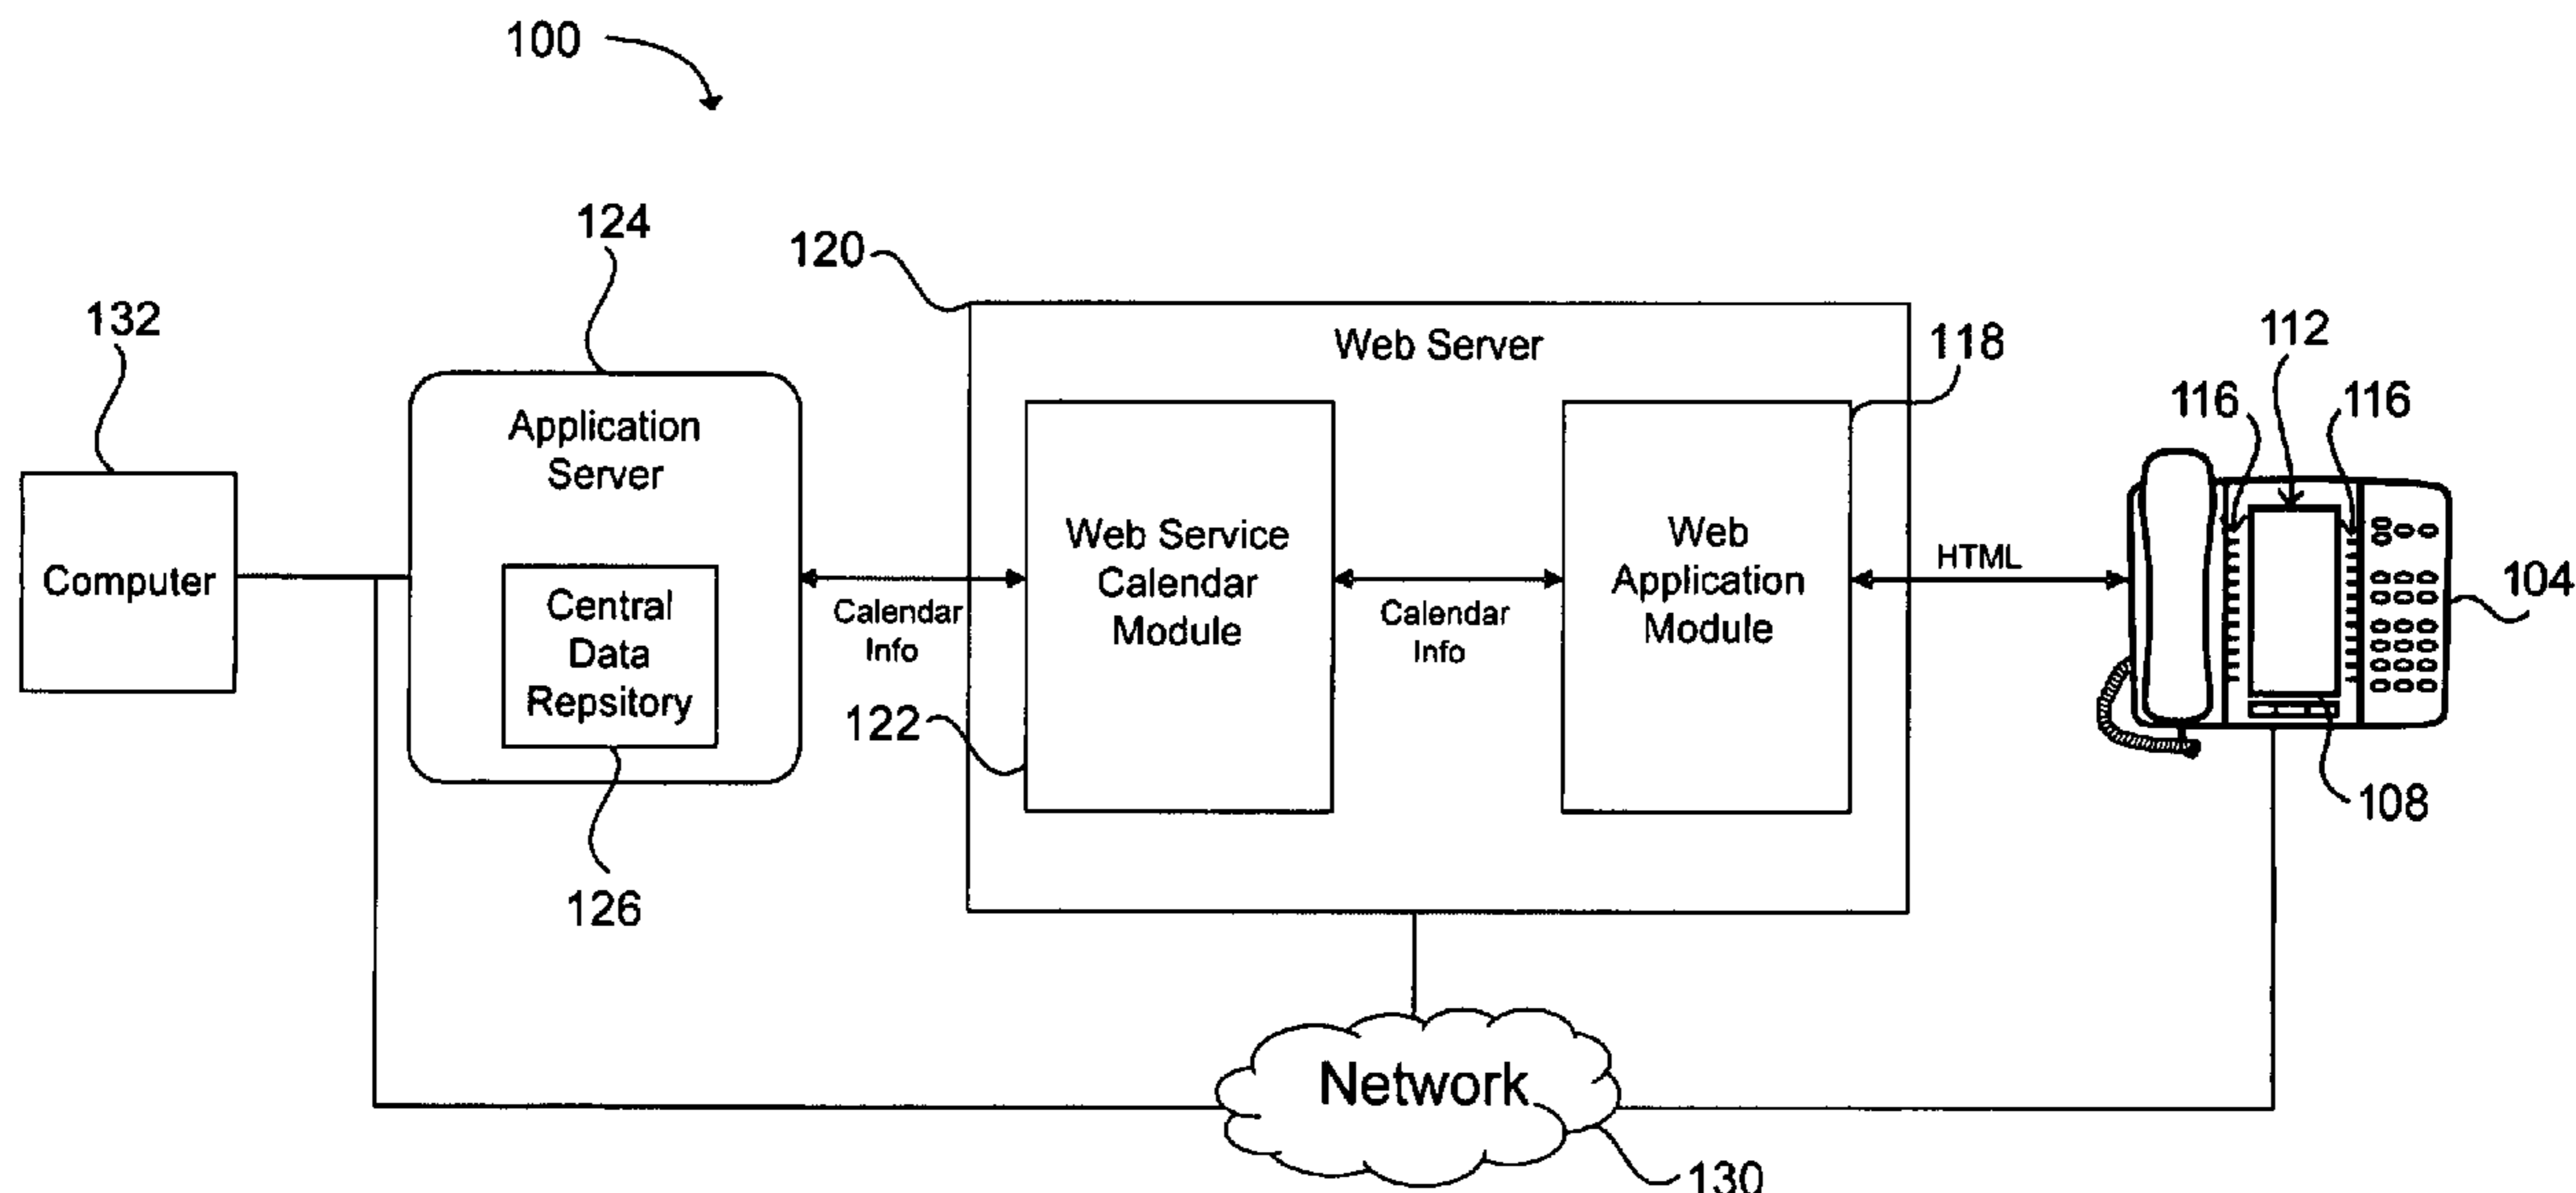 100
124
120
132
Web Server
118
112
116
116
Application
Server
Web Service
Calendar
Module
Web
Application
Module
HTML
104
Computer
Central
Data
Repsitory
Calendar
Info
Calendar
Info
122
108
126
Network
130